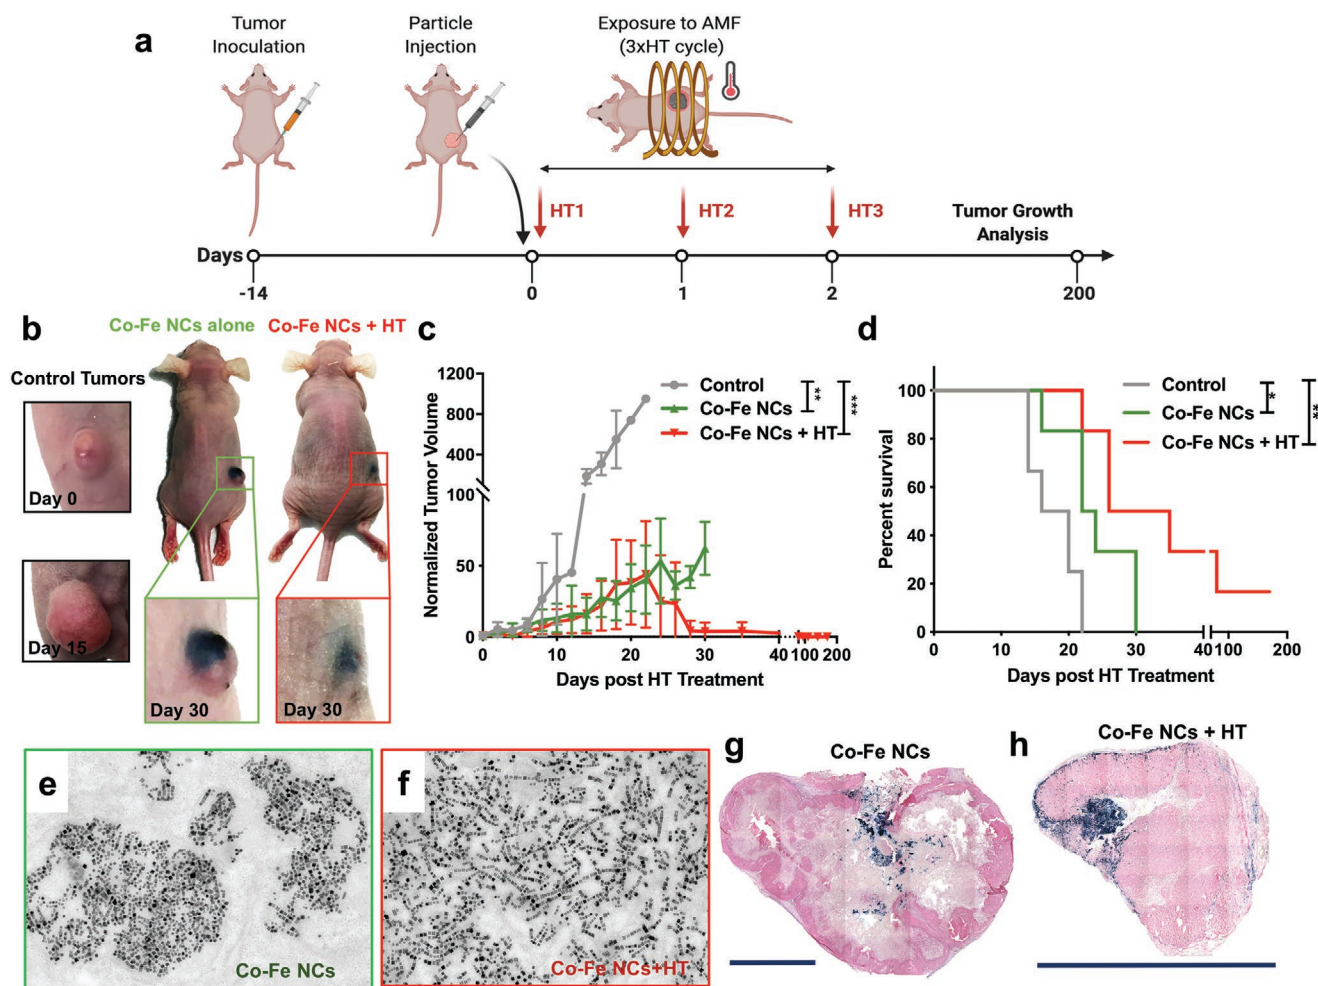 a
Tumor
Inoculation
Particle
Injection
Exposure to AMF
(3xHT cycle)
HT1
HT2
HT3
Tumor Growth
Analysis
Days
-14
0
1
2
200
b
Co-Fe NCs alone
Co-Fe NCs + HT
Control Tumors
Day 0
Day 15
Day 30
Day 30
c
Normalized Tumor Volume
1200
800
400
100
50
0
Control
Co-Fe NCs
Co-Fe NCs + HT
**
***
0
10
20
30
40
100
200
Days post HT Treatment
d
Percent survival
100
80
60
40
20
0
Control
Co-Fe NCs
Co-Fe NCs + HT
*
**
0
10
20
30
40
100
200
Days post HT Treatment
e
Co-Fe NCs
f
Co-Fe NCs+HT
g
Co-Fe NCs
h
Co-Fe NCs + HT